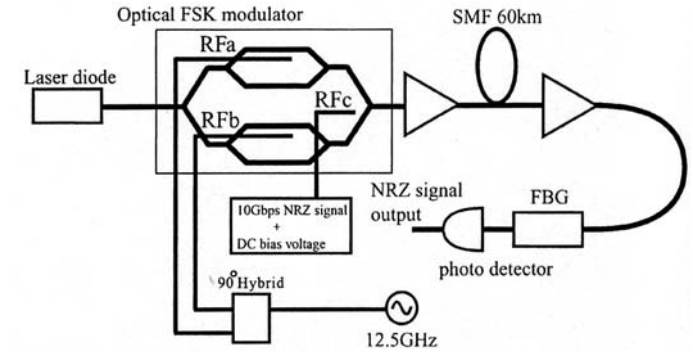 Optical FSK modulator
SMF 60km
RFa
Laser diode
RFc
RFb
10Gbps NRZ signal
+
DC bias voltage
NRZ signal
output
FBG
photo detector
90°Hybrid
12.5GHz